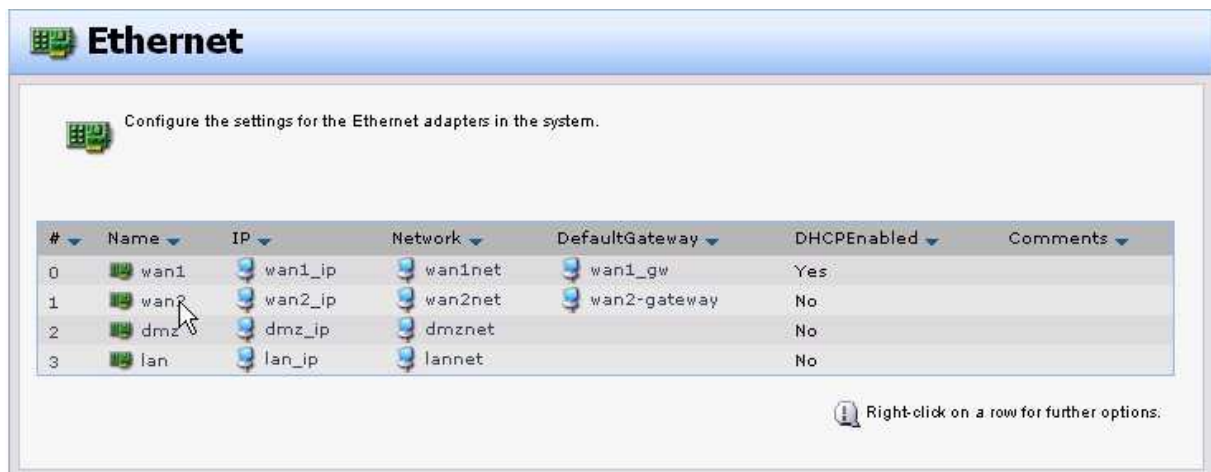 Ethernet
Configure the settings for the Ethernet adapters in the system.
# Name IP Network DefaultGateway DHCPEnabled Comments
0 wan1 wan1_ip wan1net wan1_gw Yes
1 wan2 wan2_ip wan2net wan2-gateway No
2 dmz dmz_ip dmznet No
3 lan lan_ip lannet No
Right-click on a row for further options.